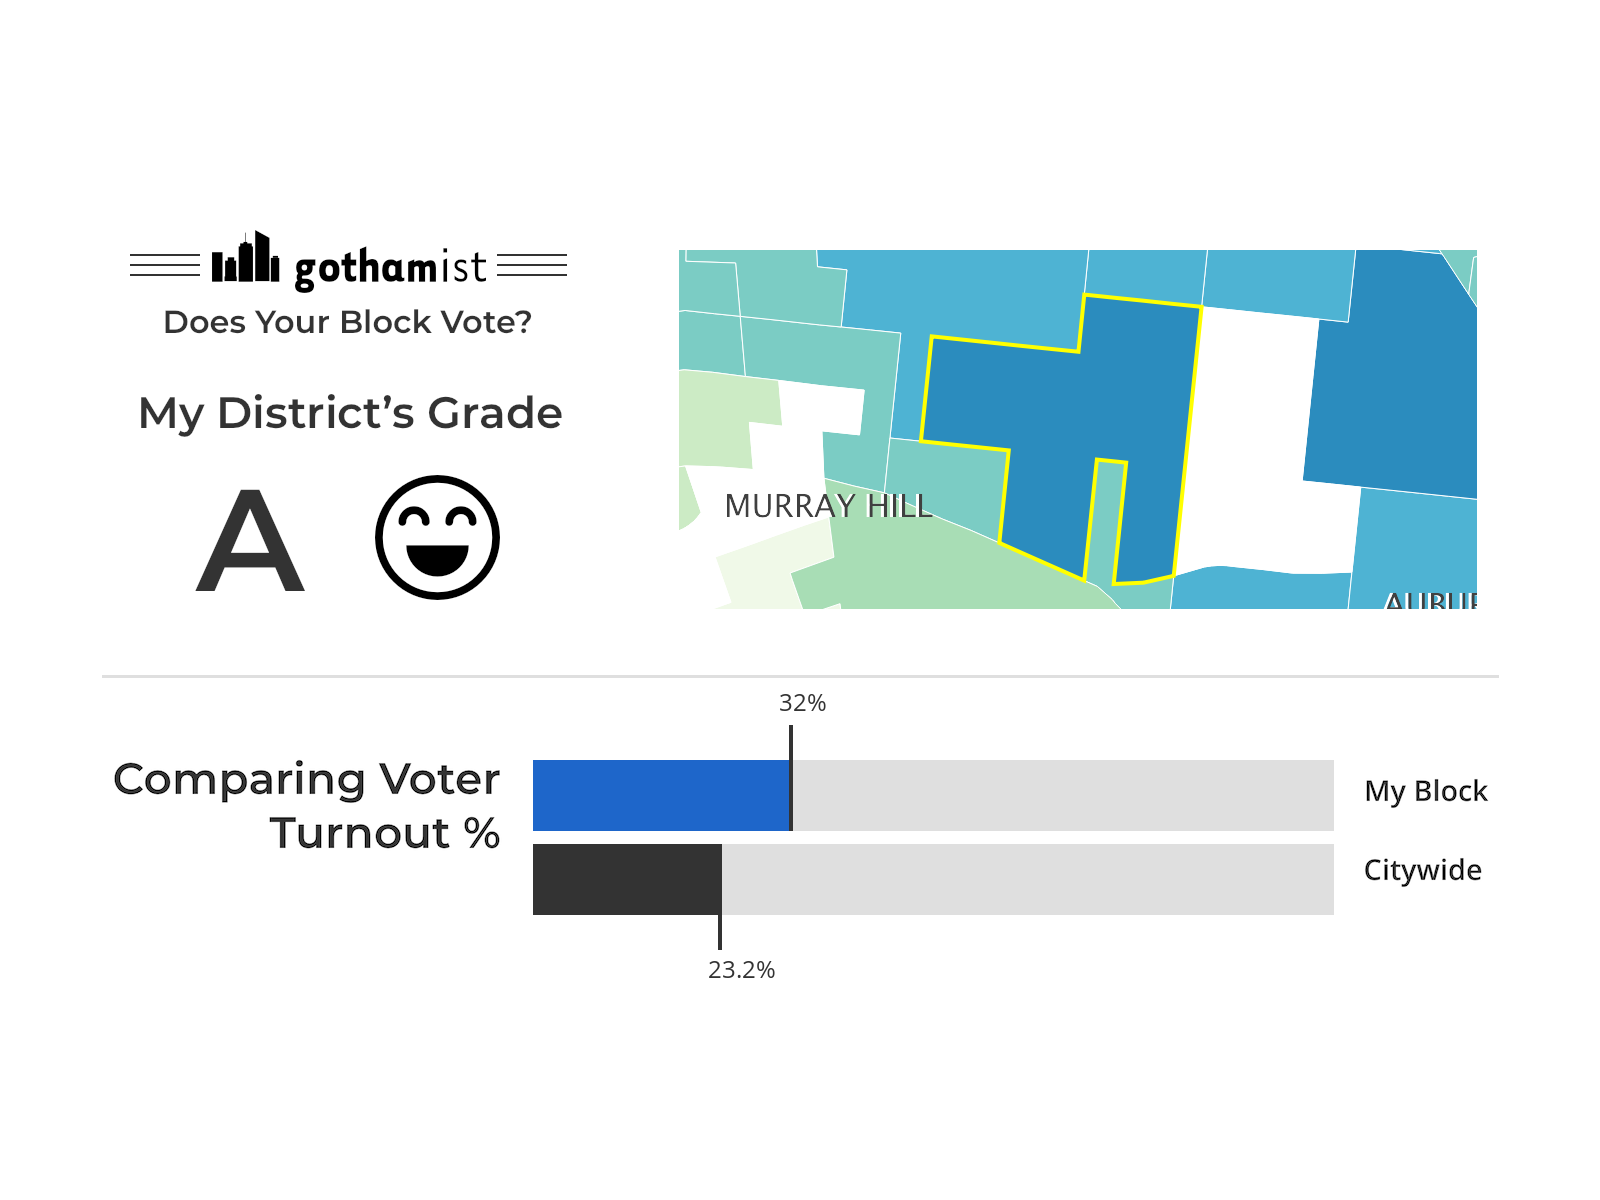 gothamist
Does Your Block Vote?
My District’s Grade
A
MURRAY HILL
32%
Comparing Voter
Turnout %
My Block
Citywide
23.2%